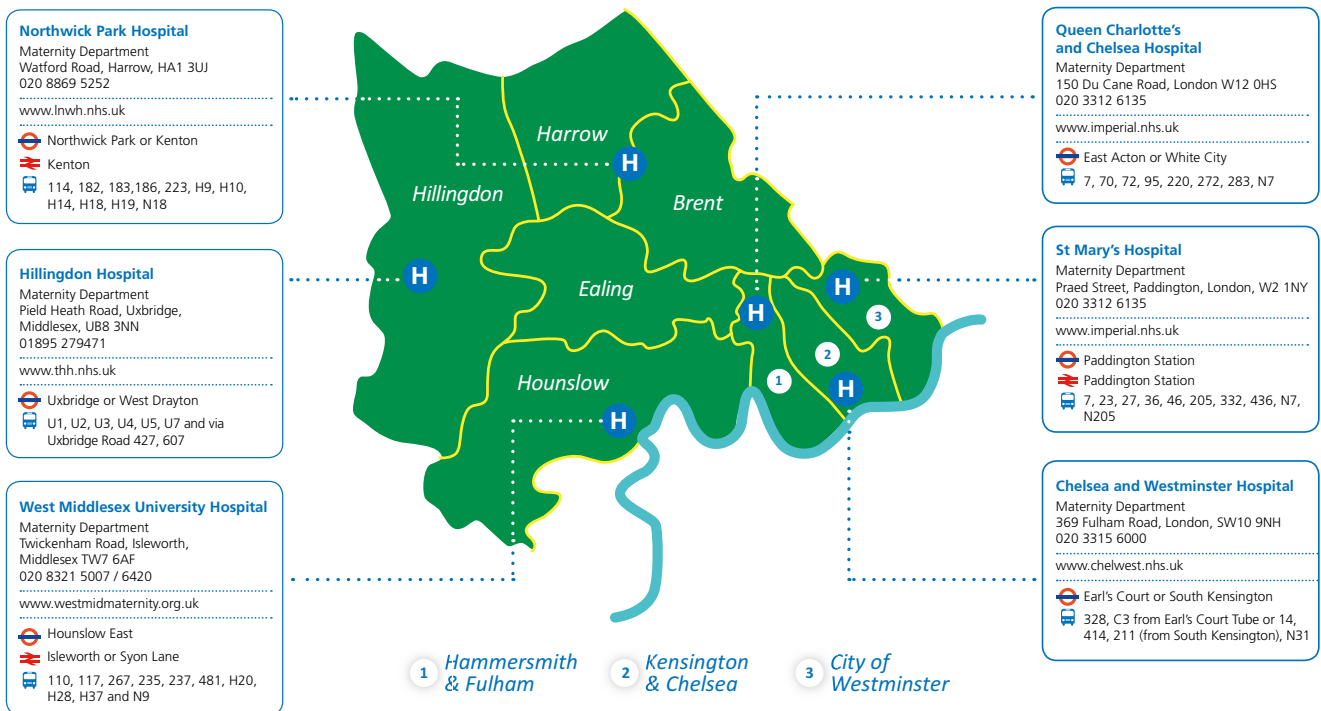 Northwick Park Hospital
Maternity Department
Watford Road, Harrow, HA1 3UJ
020 8869 5252
www.lnwh.nhs.uk
Northwick Park or Kenton
Kenton
114, 182, 183,186, 223, H9, H10,
H14, H18, H19, N18
Hillingdon Hospital
Maternity Department
Pield Heath Road, Uxbridge,
Middlesex, UB8 3NN
01895 279471
www.thh.nhs.uk
Uxbridge or West Drayton
U1, U2, U3, U4, U5, U7 and via
Uxbridge Road 427, 607
West Middlesex University Hospital
Maternity Department
Twickenham Road, Isleworth,
Middlesex TW7 6AF
020 8321 5007 / 6420
www.westmidmaternity.org.uk
Hounslow East
Isleworth or Syon Lane
110, 117, 267, 235, 237, 481, H20,
H28, H37 and N9
Harrow
H
Hillingdon
Brent
H
Ealing
H
H
3
2
Hounslow
1
H
H
1 Hammersmith
& Fulham
2 Kensington
& Chelsea
3 City of
Westminster
Queen Charlotte's
and Chelsea Hospital
Maternity Department
150 Du Cane Road, London W12 0HS
020 3312 6135
www.imperial.nhs.uk
East Acton or White City
7, 70, 72, 95, 220, 272, 283, N7
St Mary's Hospital
Maternity Department
Praed Street, Paddington, London, W2 1NY
020 3312 6135
www.imperial.nhs.uk
Paddington Station
Paddington Station
7, 23, 27, 36, 46, 205, 332, 436, N7,
N205
Chelsea and Westminster Hospital
Maternity Department
369 Fulham Road, London, SW10 9NH
020 3315 6000
www.chelwest.nhs.uk
Earl's Court or South Kensington
328, C3 from Earl's Court Tube or 14,
414, 211 (from South Kensington), N31